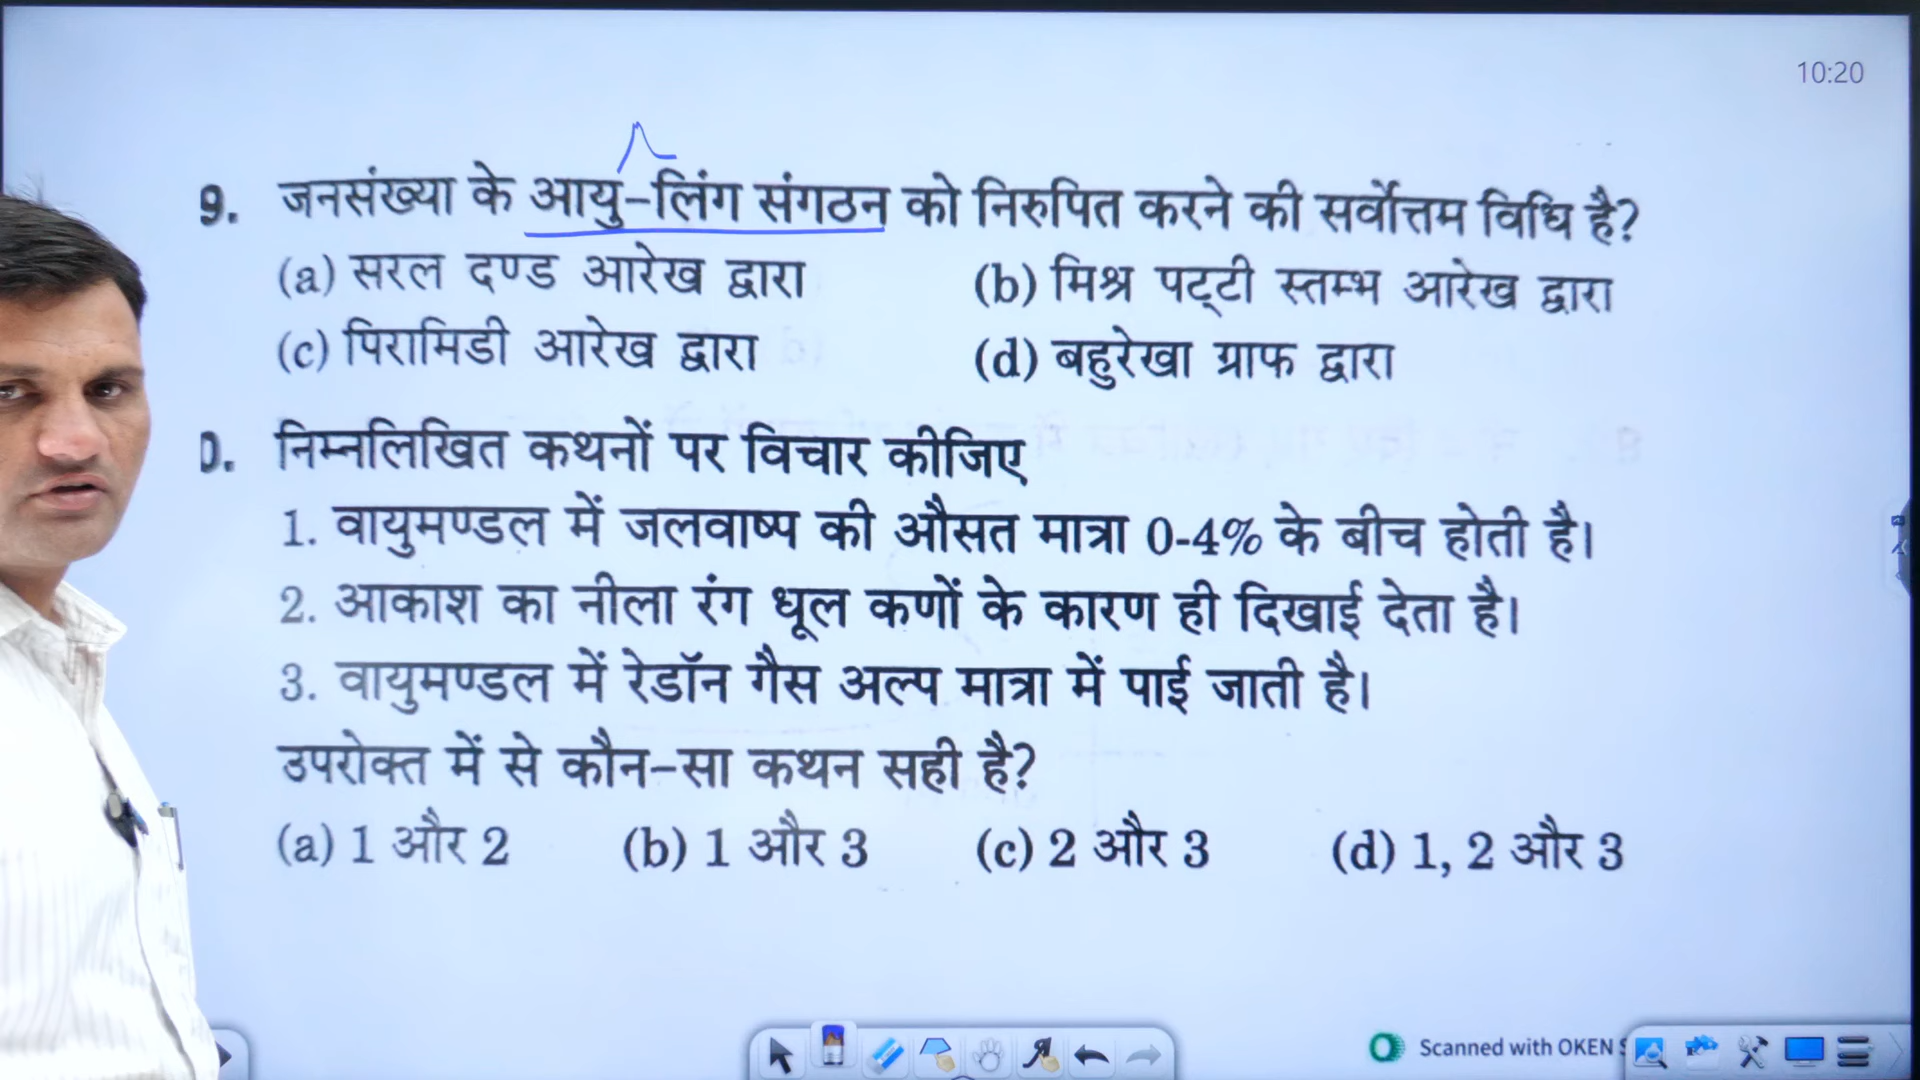 10:20
9. जनसंख्या के आयु-लिंग संगठन को निरुपित करने की सर्वोत्तम विधि है?
(a) सरल दण्ड आरेख द्वारा (b) मिश्र पट्टी स्तम्भ आरेख द्वारा
(c) पिरामिडी आरेख द्वारा (d) बहुरेखा ग्राफ द्वारा
0. निम्नलिखित कथनों पर विचार कीजिए
1. वायुमण्डल में जलवाष्प की औसत मात्रा 0-4% के बीच होती है।
2. आकाश का नीला रंग धूल कणों के कारण ही दिखाई देता है।
3. वायुमण्डल में रेडॉन गैस अल्प मात्रा में पाई जाती है।
उपरोक्त में से कौन-सा कथन सही है?
(a) 1 और 2 (b) 1 और 3 (c) 2 और 3 (d) 1, 2 और 3
Scanned with OKEN S